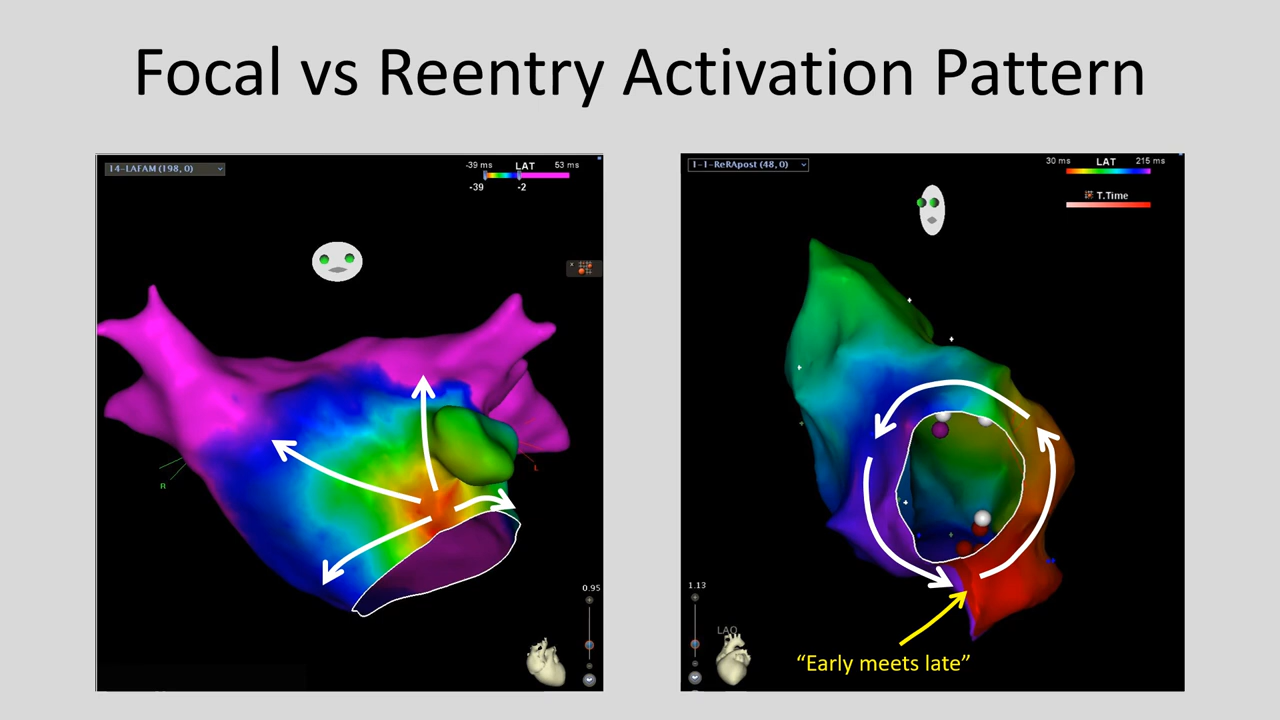 Focal vs Reentry Activation Pattern
14-LAFAM (198, 0)
-39 ms LAT 53 ms
-39 -2
R
L
0.95
1-1-ReRApost (48, 0)
30 ms LAT 215 ms
T.Time
1.13
LAO
“Early meets late”